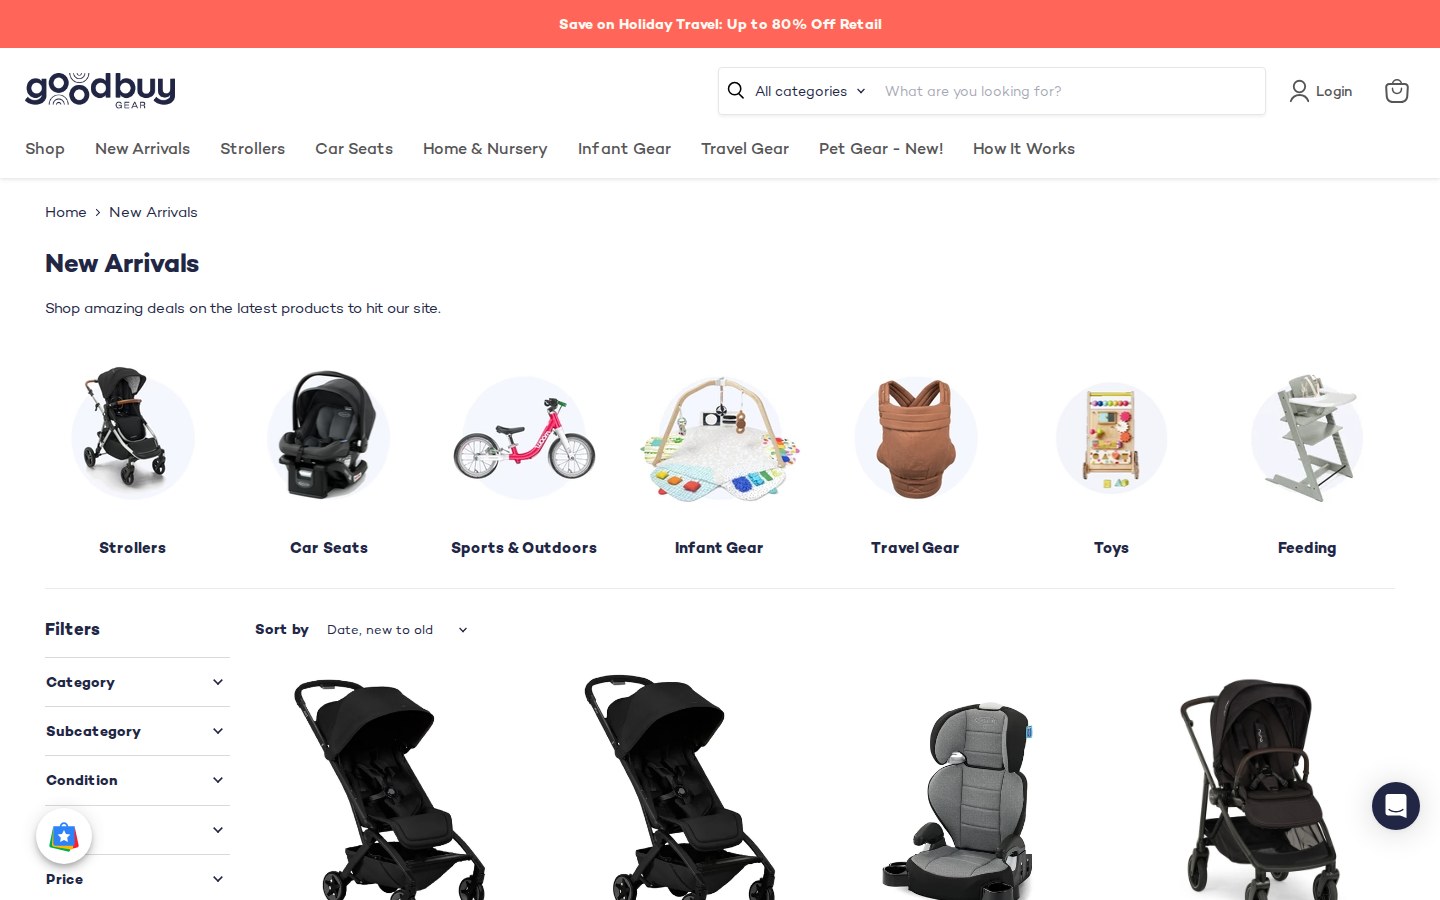 Save on Holiday Travel: Up to 80% Off Retail
goodbuy
GEAR
All categories
What are you looking for?
Login
Shop
New Arrivals
Strollers
Car Seats
Home & Nursery
Infant Gear
Travel Gear
Pet Gear - New!
How It Works
Home > New Arrivals
New Arrivals
Shop amazing deals on the latest products to hit our site.
Strollers
Car Seats
Sports & Outdoors
Infant Gear
Travel Gear
Toys
Feeding
Filters
Sort by
Date, new to old
Category
Subcategory
Condition
Price